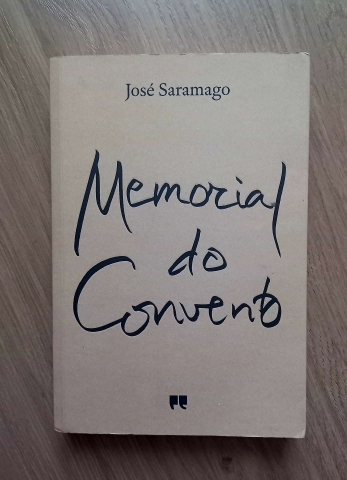 José Saramago
Memorial
do
Convento